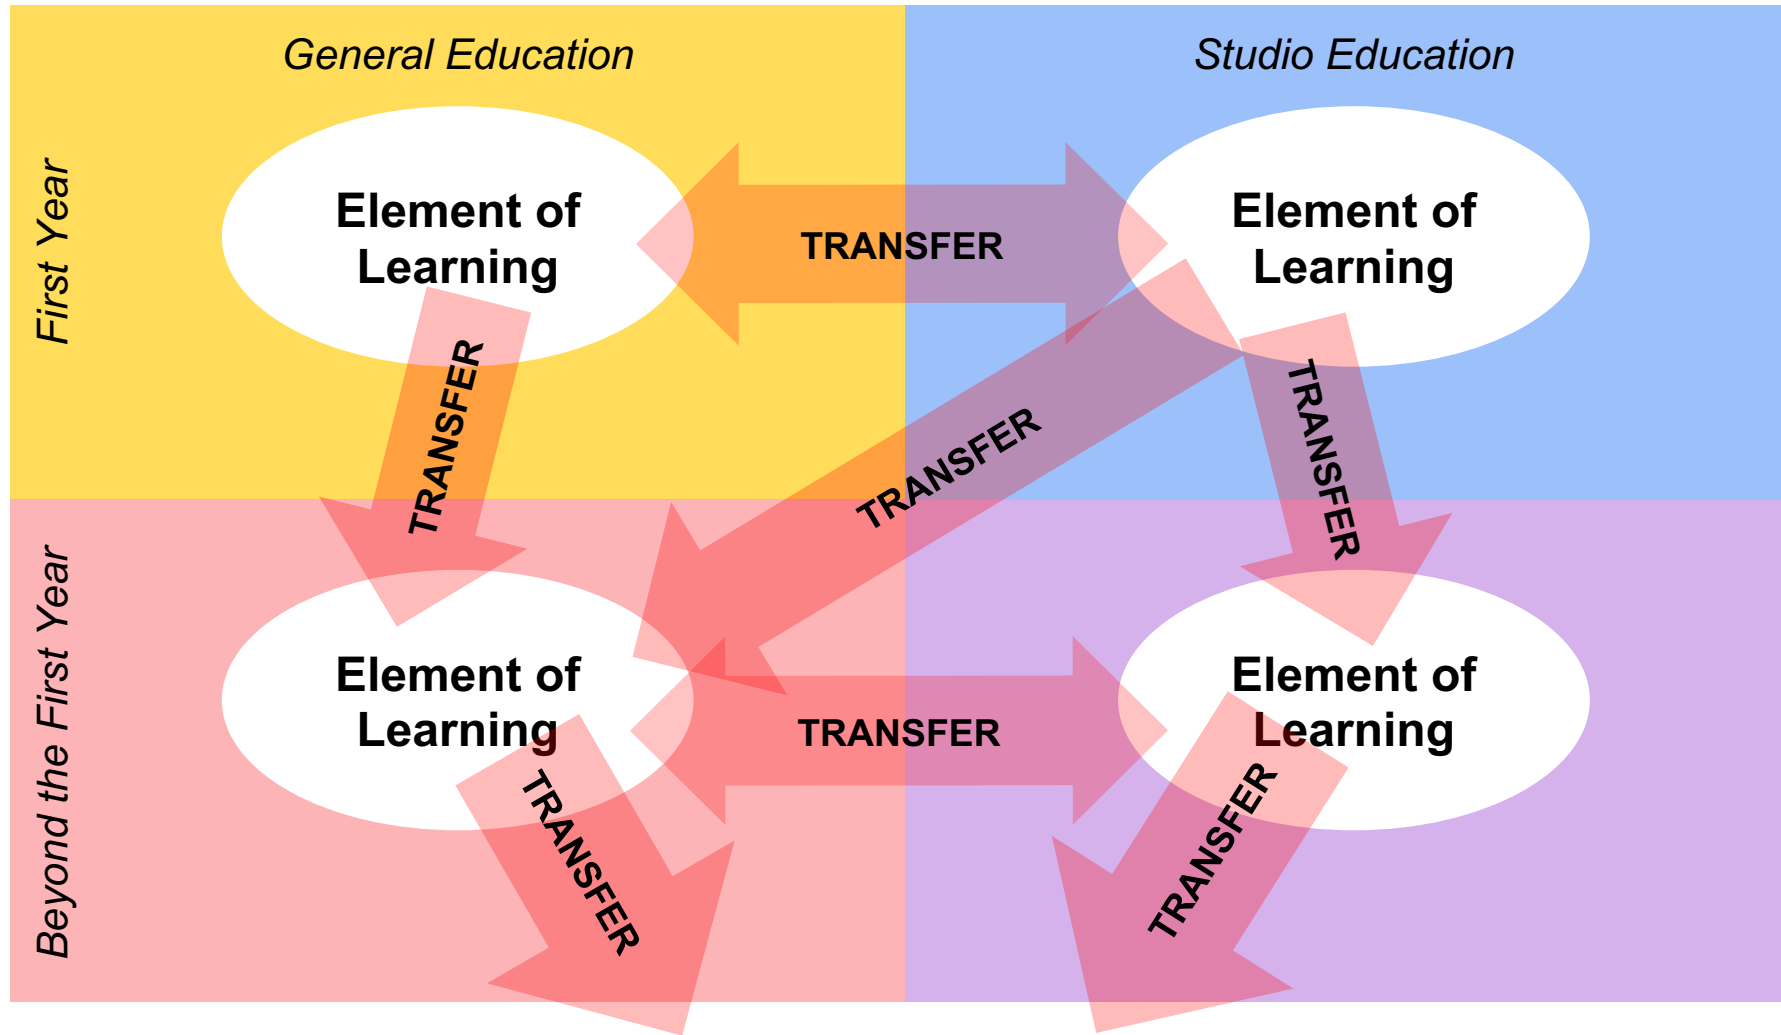 General Education
Studio Education
First Year
Element of
Learning
TRANSFER
Element of
Learning
TRANSFER
TRANSFER
TRANSFER
Beyond the First Year
Element of
Learning
TRANSFER
Element of
Learning
TRANSFER
TRANSFER